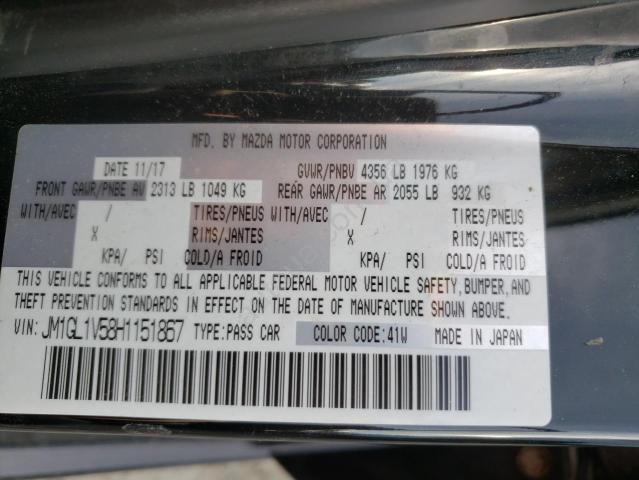 MFD. BY MAZDA MOTOR CORPORATION
DATE 11/17 GVWR/PNBV 4356 LB 1976 KG
FRONT GAWR/PNBE AV 2313 LB 1049 KG REAR GAWR/PNBE AR 2055 LB 932 KG
WITH/AVEC / TIRES/PNEUS WITH/AVEC / TIRES/PNEUS
X RIMS/JANTES X RIMS/JANTES
KPA/ PSI COLD/A FROID KPA/ PSI COLD/A FROID
THIS VEHICLE CONFORMS TO ALL APPLICABLE FEDERAL MOTOR VEHICLE SAFETY, BUMPER, AND
THEFT PREVENTION STANDARDS IN EFFECT ON THE DATE OF MANUFACTURE SHOWN ABOVE.
VIN: JM1GL1V58H1151867 TYPE:PASS CAR COLOR CODE:41W MADE IN JAPAN